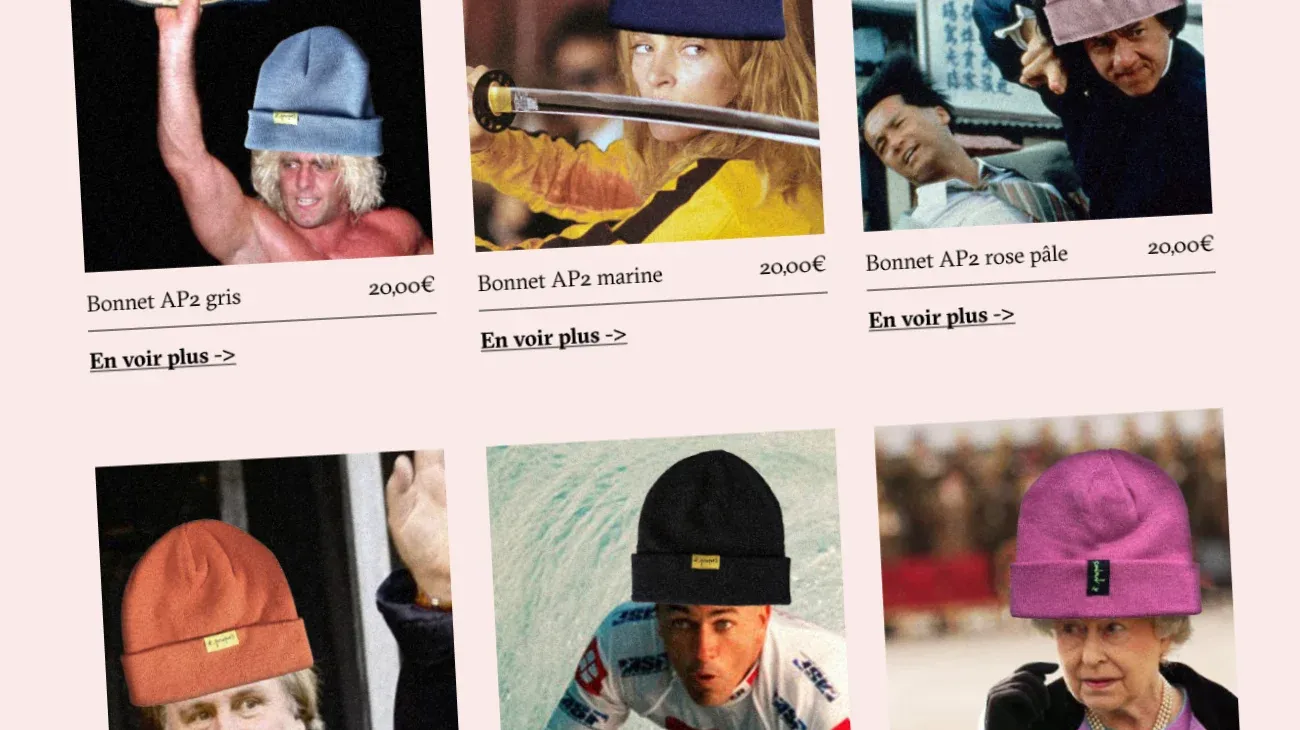 Bonnet AP2 gris 20,00€
En voir plus ->
Bonnet AP2 marine 20,00€
En voir plus ->
Bonnet AP2 rose pâle 20,00€
En voir plus ->